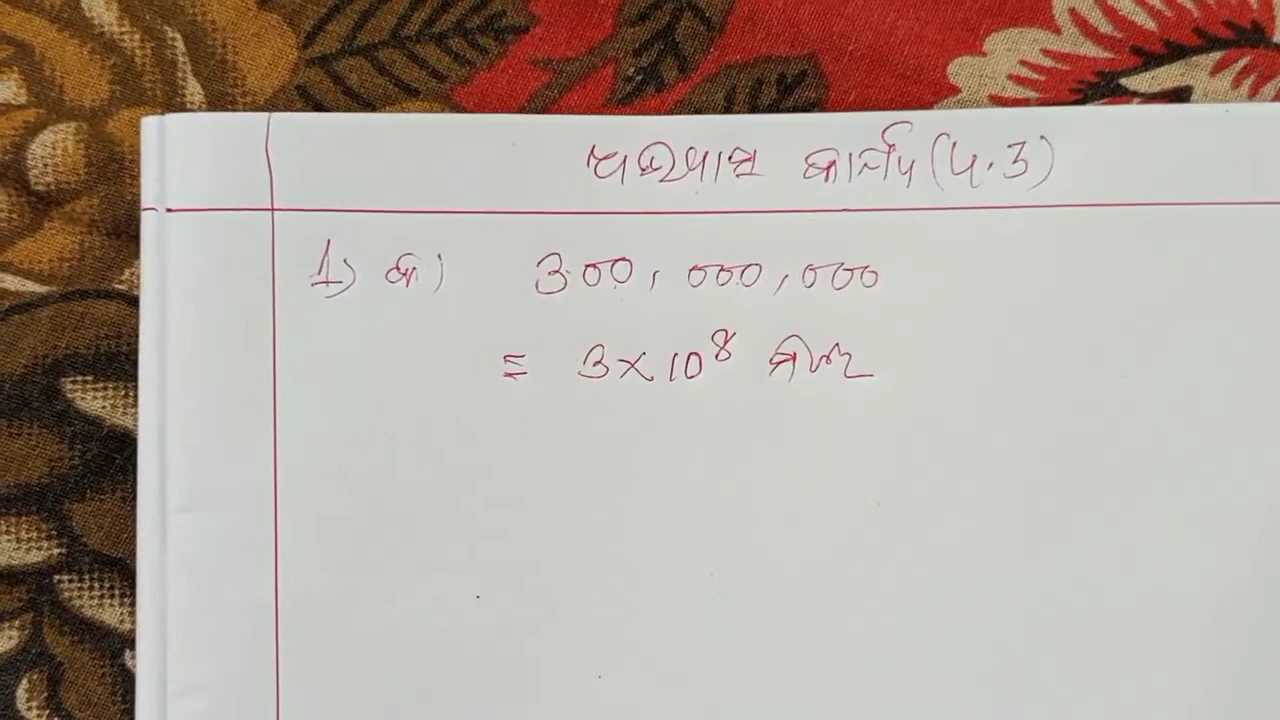 ଅଭ୍ୟାସ କାର୍ଯ୍ୟ (4.3)
1) କ) 300,000,000
= 3×10⁸ ମିଟର